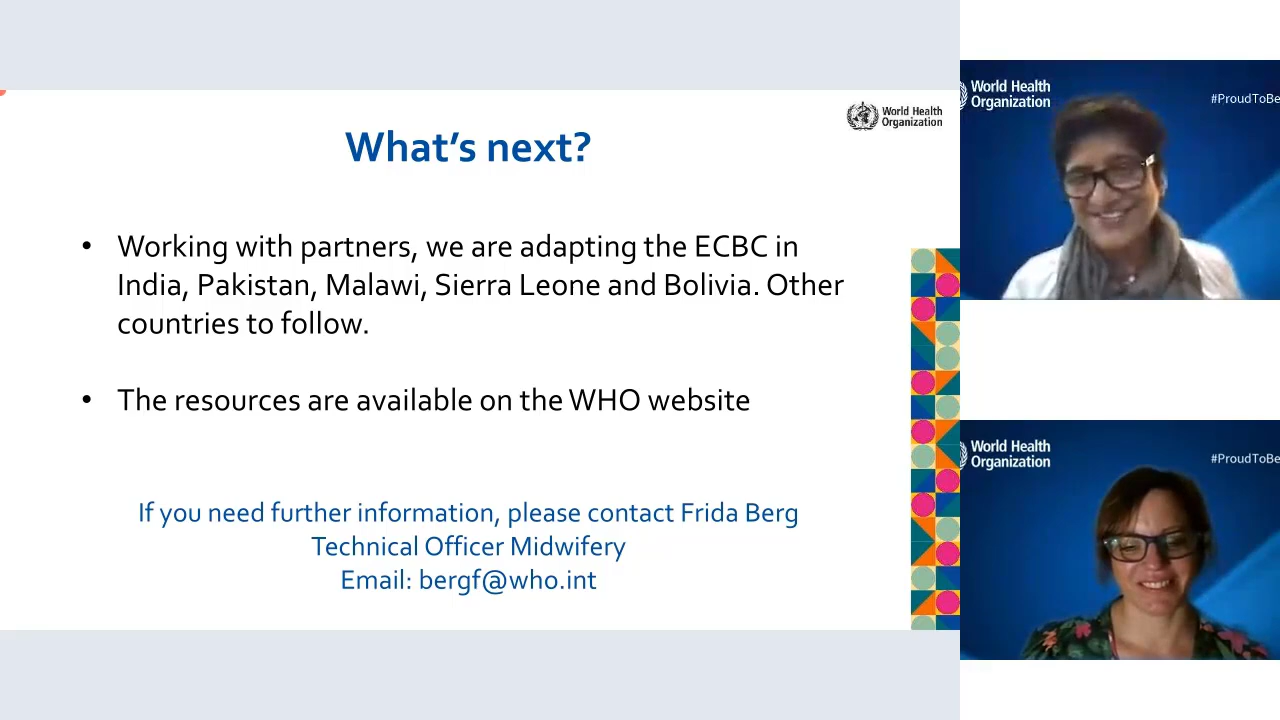 World Health
Organization
What's next?
• Working with partners, we are adapting the ECBC in
India, Pakistan, Malawi, Sierra Leone and Bolivia. Other
countries to follow.
• The resources are available on the WHO website
If you need further information, please contact Frida Berg
Technical Officer Midwifery
Email: bergf@who.int
World Health
Organization
#ProudToBe
World Health
Organization
#ProudToBe